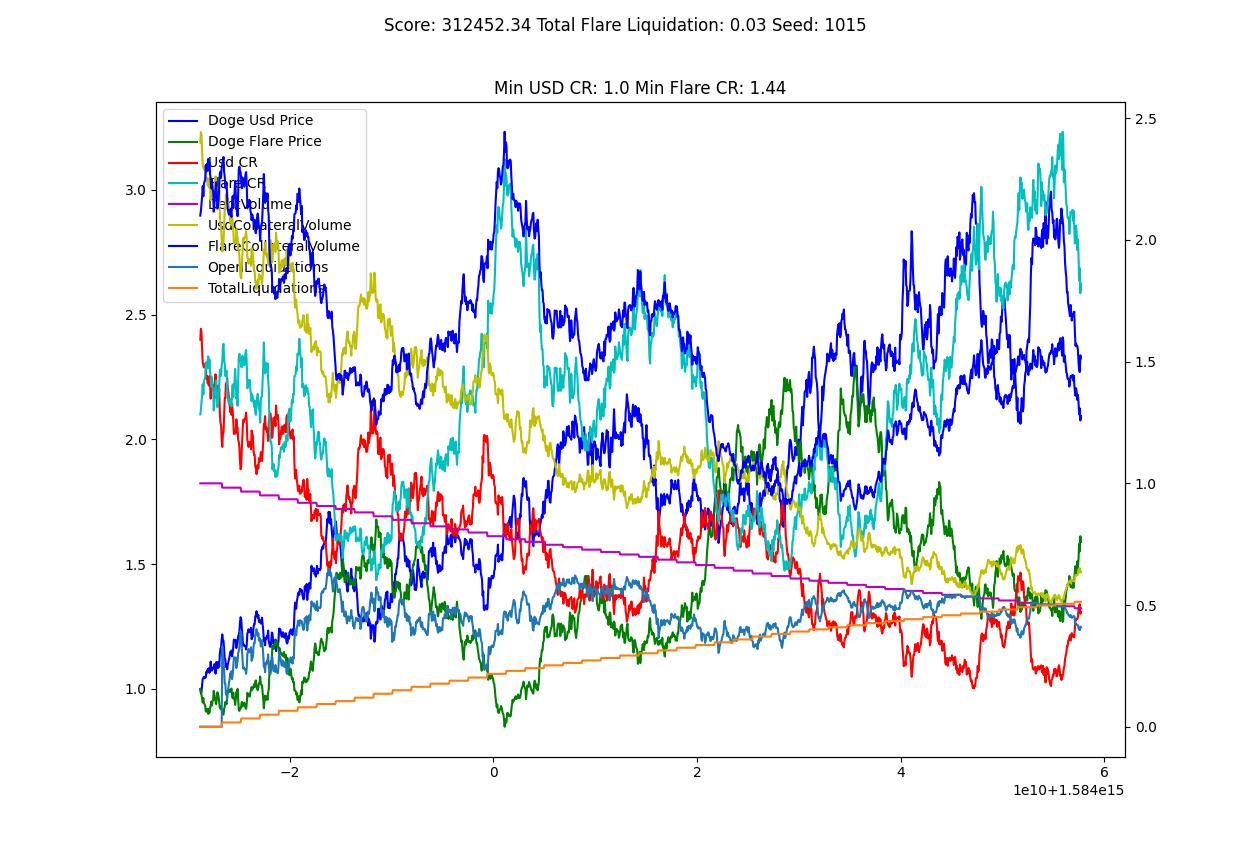 Score: 312452.34 Total Flare Liquidation: 0.03 Seed: 1015
Min USD CR: 1.0 Min Flare CR: 1.44
Doge Usd Price
Doge Flare Price
Usd CR
Flare CR
DebtVolume
UsdCollateralVolume
FlareCollateralVolume
OpenLiquidations
TotalLiquidations
3.0
2.5
2.0
1.5
1.0
2.5
2.0
1.5
1.0
0.5
0.0
−2
0
2
4
6
1e10+1.584e15